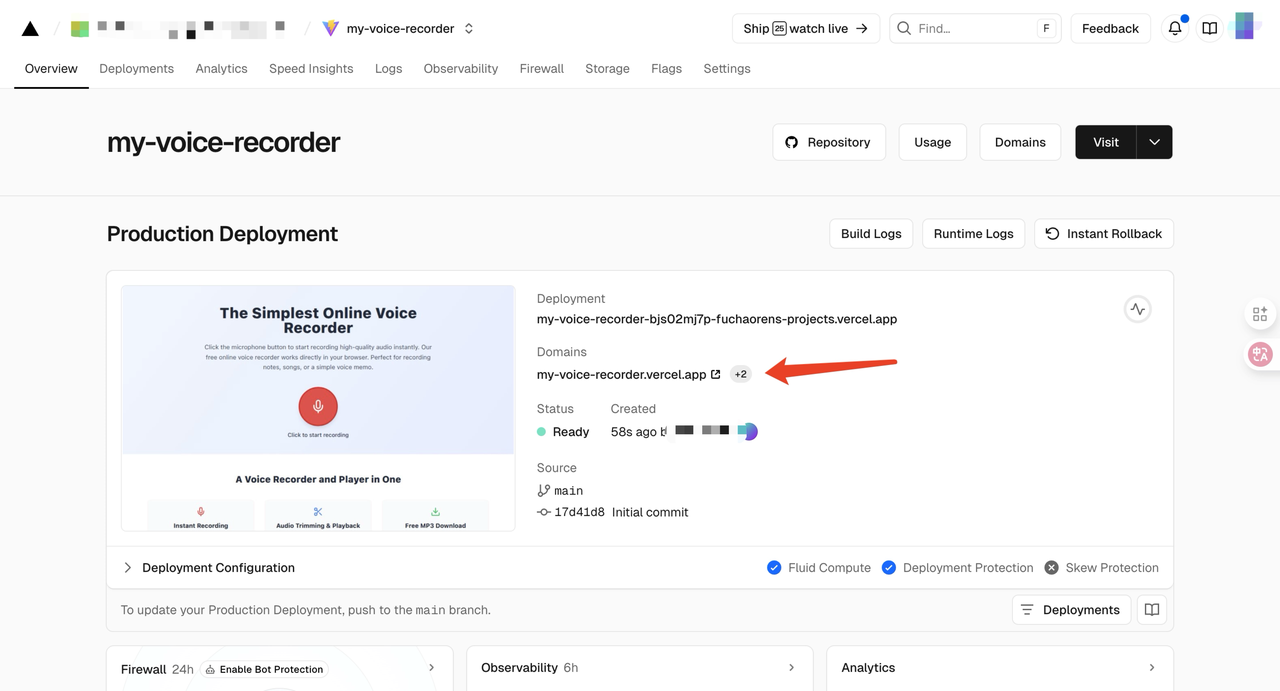 my-voice-recorder
Ship 25 watch live →
Find...
F
Feedback
Overview
Deployments
Analytics
Speed Insights
Logs
Observability
Firewall
Storage
Flags
Settings
my-voice-recorder
Repository
Usage
Domains
Visit
Production Deployment
Build Logs
Runtime Logs
Instant Rollback
The Simplest Online Voice
Recorder
Click the microphone button to start recording high-quality audio instantly. Our
free online voice recorder works directly in your browser. Perfect for recording
notes, songs, or a simple voice memo.
Click to start recording
A Voice Recorder and Player in One
Instant Recording
Audio Trimming & Playback
Free MP3 Download
Deployment
my-voice-recorder-bjs02mj7p-fuchaorens-projects.vercel.app
Domains
my-voice-recorder.vercel.app
+2
Status
Created
Ready
58s ago
Source
main
17d41d8 Initial commit
Deployment Configuration
Fluid Compute
Deployment Protection
Skew Protection
To update your Production Deployment, push to the main branch.
Deployments
Firewall 24h
Enable Bot Protection
Observability 6h
Analytics